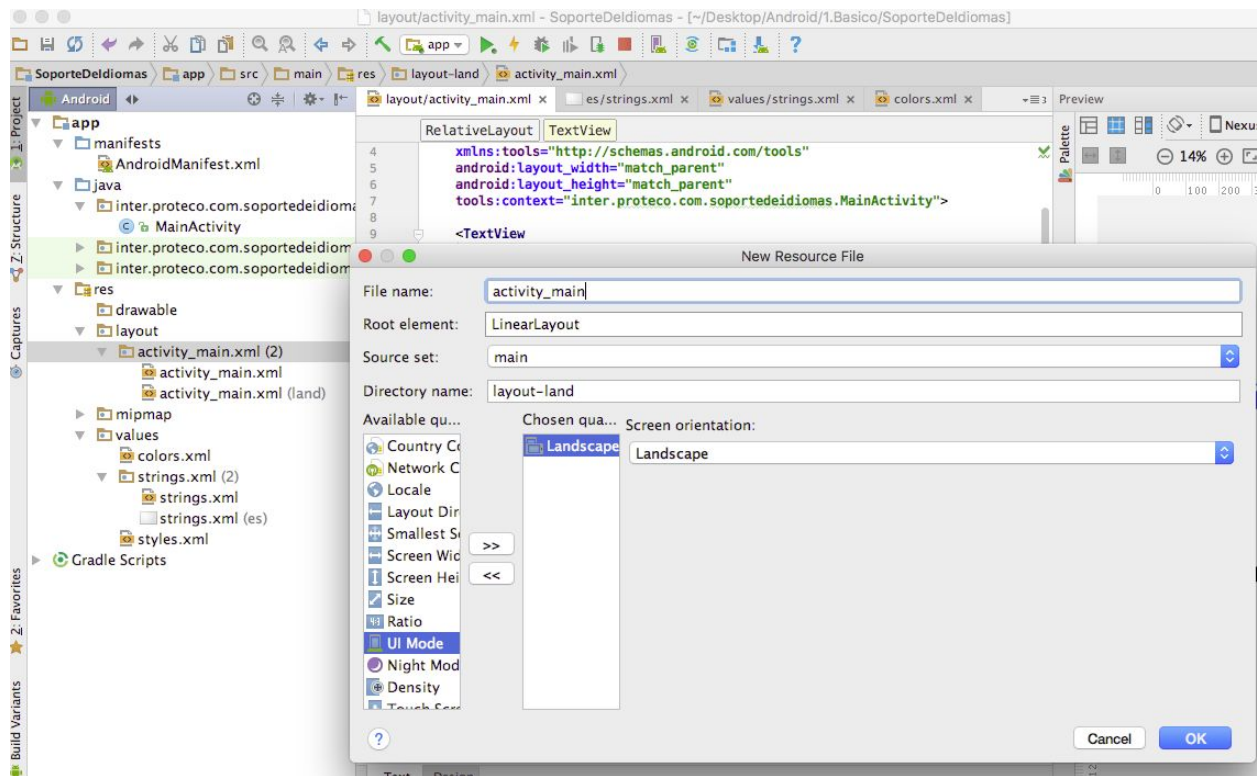 layout/activity_main.xml - SoporteDeIdiomas - [~/Desktop/Android/1.Basico/SoporteDeIdiomas]
app
SoporteDeIdiomas app src main res layout-land activity_main.xml
Android
layout/activity_main.xml es/strings.xml values/strings.xml colors.xml
Preview
1: Project
Z: Structure
Captures
2: Favorites
Build Variants
app
manifests
AndroidManifest.xml
java
inter.proteco.com.soportedeidioma
MainActivity
inter.proteco.com.soportedeidiom
inter.proteco.com.soportedeidiom
res
drawable
layout
activity_main.xml (2)
activity_main.xml
activity_main.xml (land)
mipmap
values
colors.xml
strings.xml (2)
strings.xml
strings.xml (es)
styles.xml
Gradle Scripts
RelativeLayout TextView
4 xmlns:tools="http://schemas.android.com/tools"
5 android:layout_width="match_parent"
6 android:layout_height="match_parent"
7 tools:context="inter.proteco.com.soportedeidiomas.MainActivity">
8
9 <TextView
Palette
Nexu
14%
0 100 200
New Resource File
File name: activity_main
Root element: LinearLayout
Source set: main
Directory name: layout-land
Available qu...
Country Co
Network C
Locale
Layout Dir
Smallest S
Screen Wid
Screen Hei
Size
Ratio
UI Mode
Night Mod
Density
Touch Scre
>>
<<
Chosen qua...
Landscape
Screen orientation:
Landscape
?
Cancel
OK
Text Design